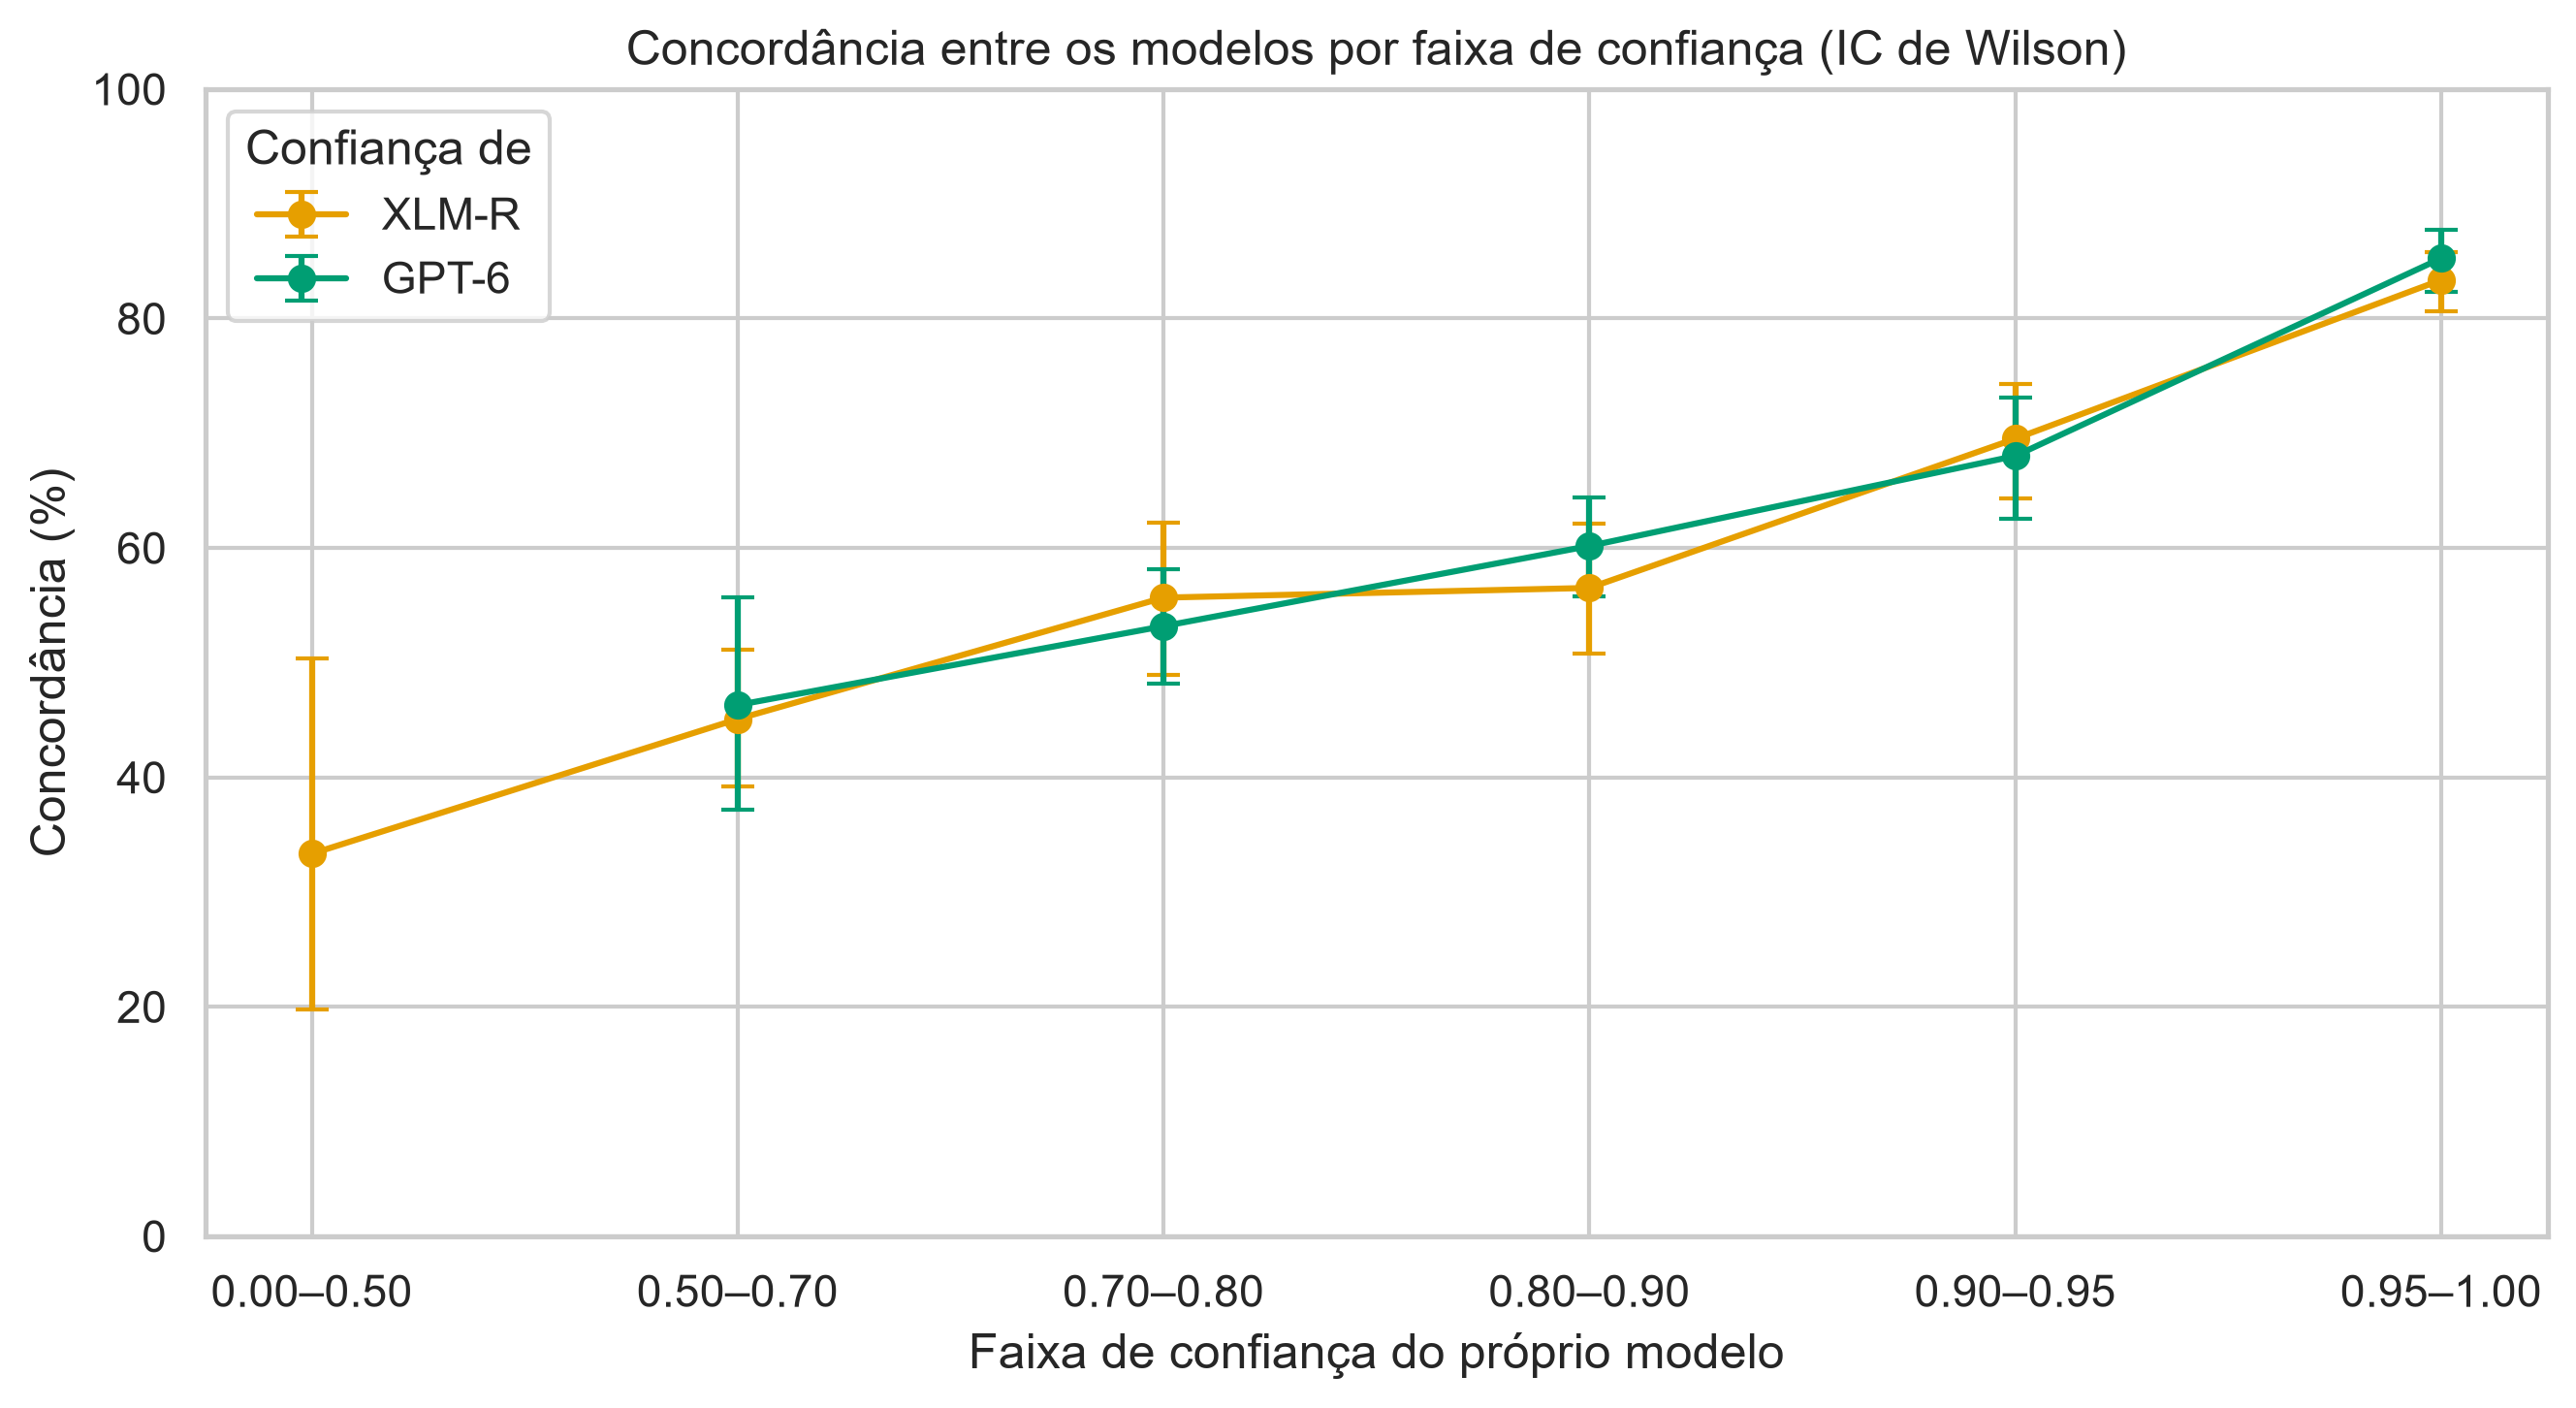 Concordância entre os modelos por faixa de confiança (IC de Wilson)
100
80
60
40
20
0
Concordância (%)
Confiança de
XLM-R
GPT-6
0.00–0.50
0.50–0.70
0.70–0.80
0.80–0.90
0.90–0.95
0.95–1.00
Faixa de confiança do próprio modelo